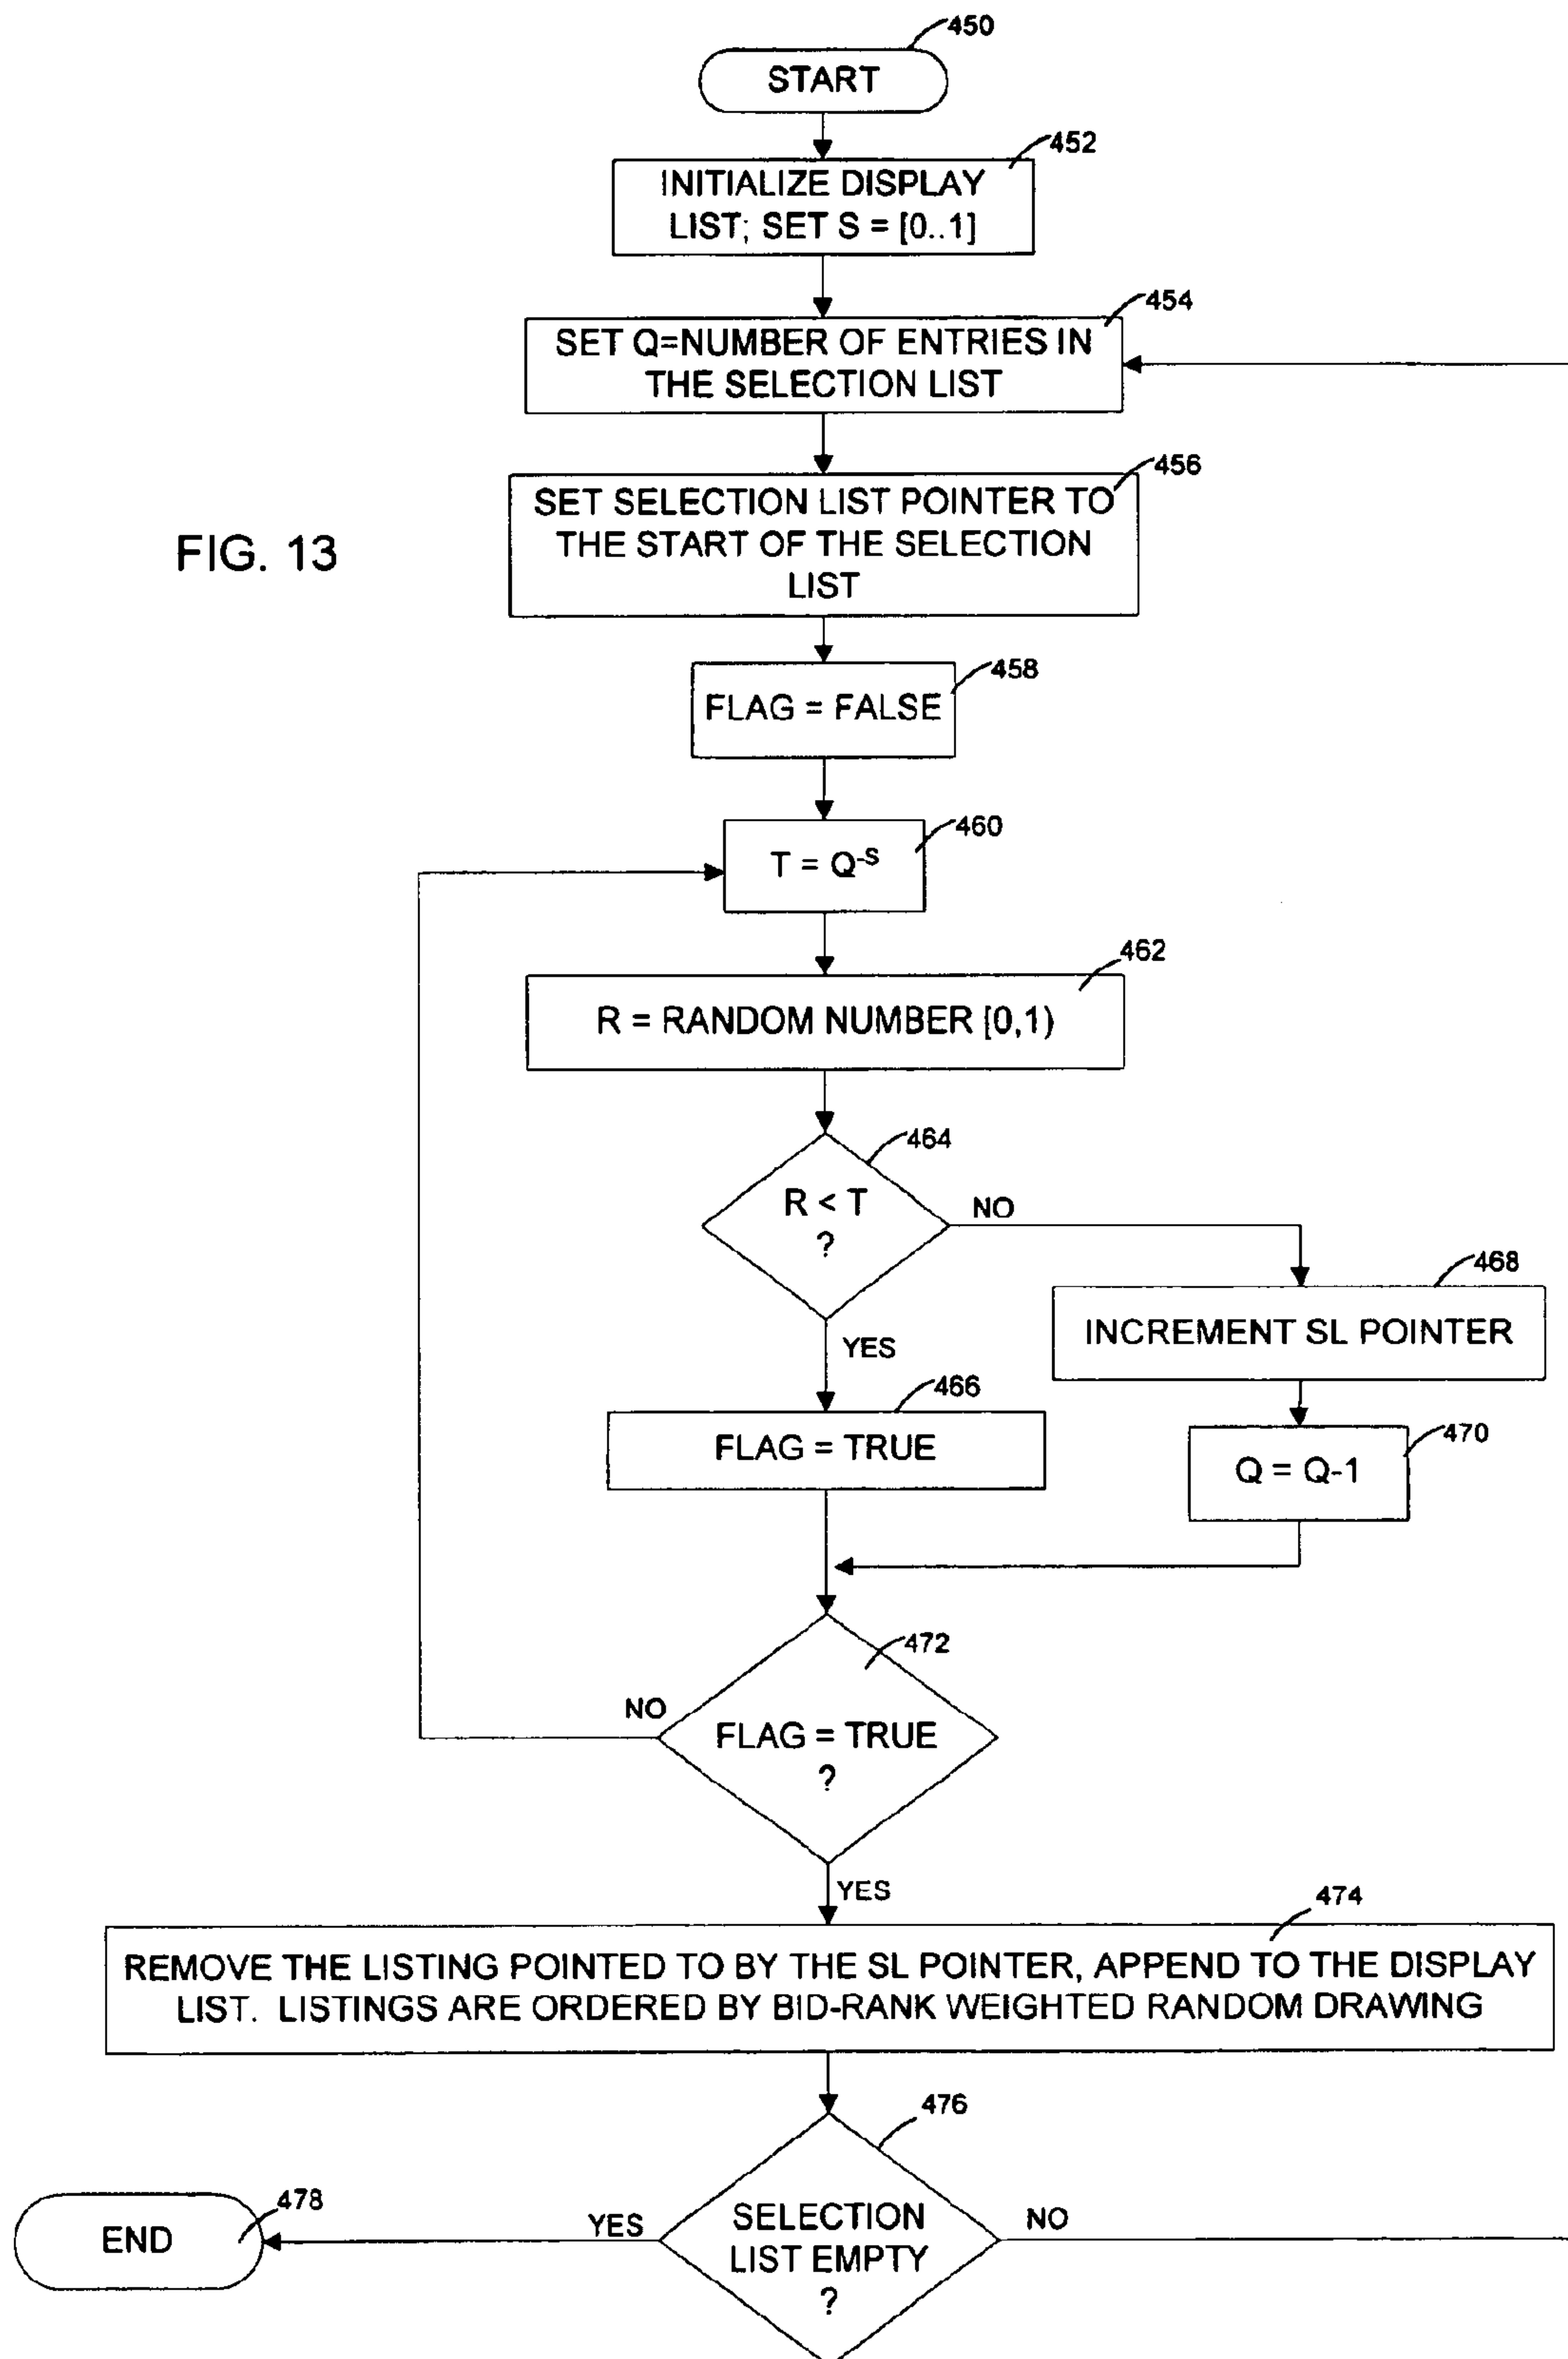 450
START
452
INITIALIZE DISPLAY
LIST; SET S = [0..1]
454
SET Q=NUMBER OF ENTRIES IN
THE SELECTION LIST
456
SET SELECTION LIST POINTER TO
THE START OF THE SELECTION
LIST
FIG. 13
458
FLAG = FALSE
460
T = Q-S
462
R = RANDOM NUMBER [0,1)
464
R < T
?
NO
YES
468
INCREMENT SL POINTER
466
FLAG = TRUE
470
Q = Q-1
472
NO
FLAG = TRUE
?
YES
474
REMOVE THE LISTING POINTED TO BY THE SL POINTER, APPEND TO THE DISPLAY
LIST. LISTINGS ARE ORDERED BY BID-RANK WEIGHTED RANDOM DRAWING
476
478
END
YES
SELECTION
LIST EMPTY
?
NO